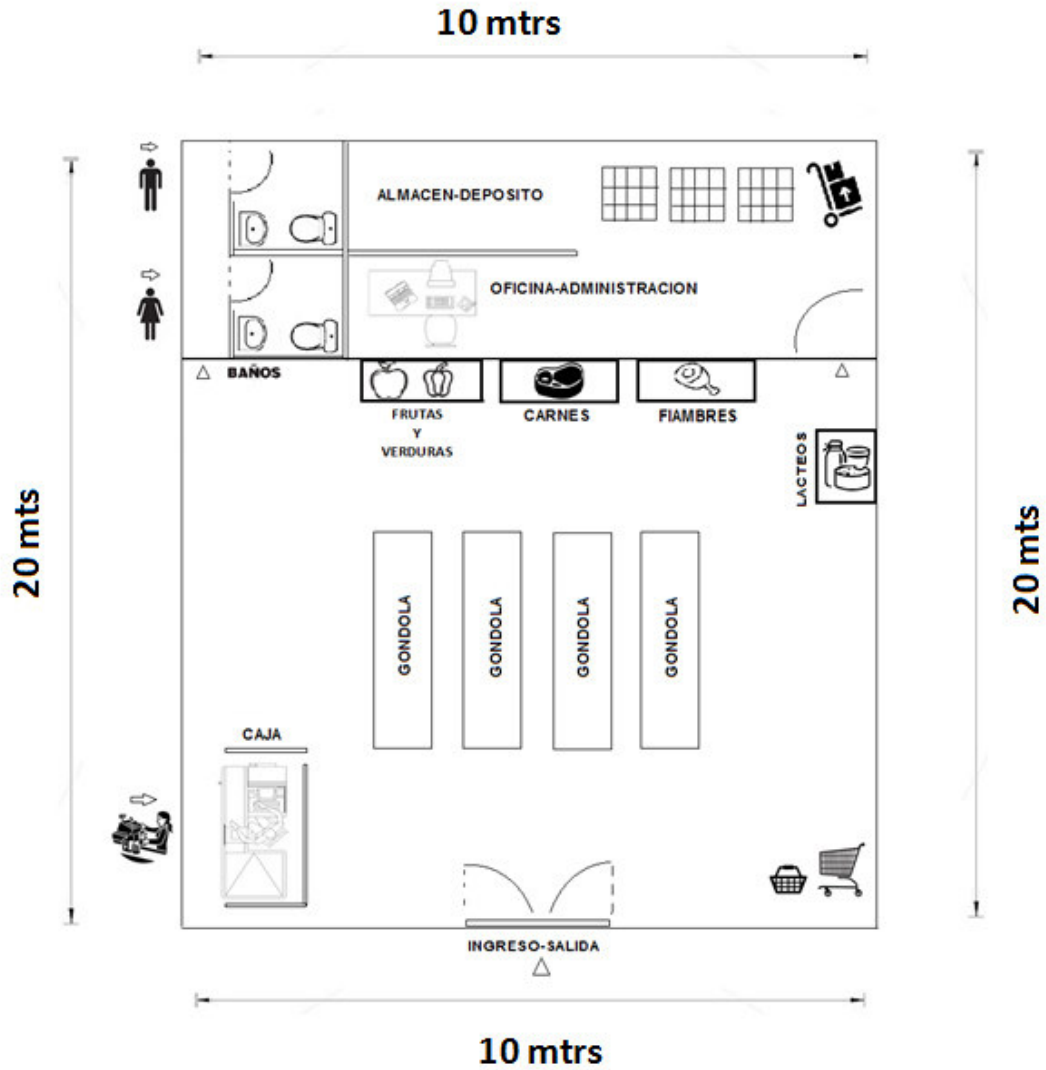 10 mtrs
ALMACEN-DEPOSITO
OFICINA-ADMINISTRACION
BAÑOS
FRUTAS
Y
VERDURAS
CARNES
FIAMBRES
LACTEOS
20 mts
20 mts
GONDOLA
GONDOLA
GONDOLA
GONDOLA
CAJA
INGRESO-SALIDA
10 mtrs